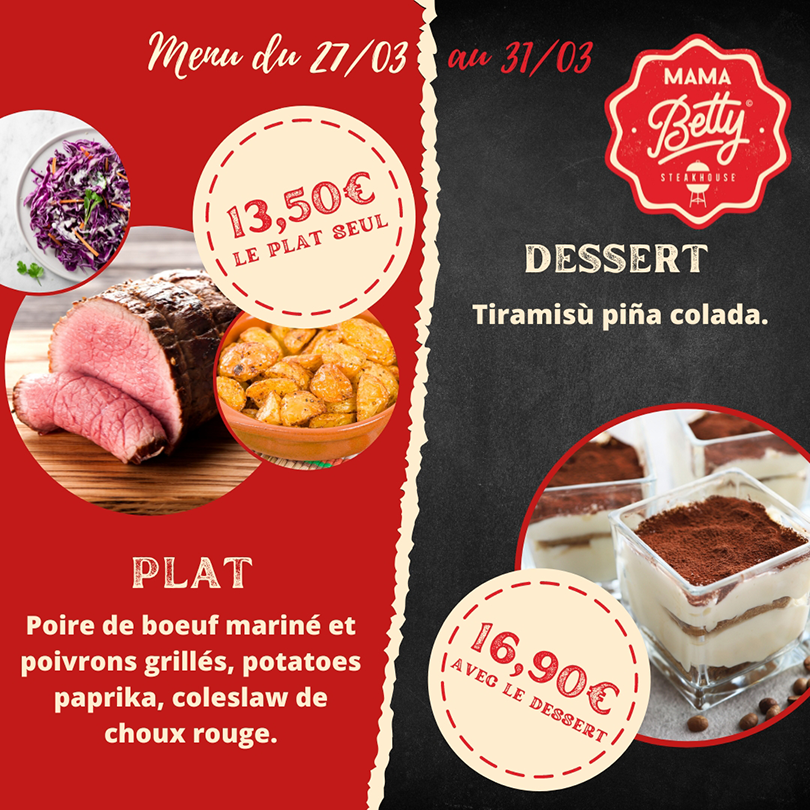 Menu du 27/03 au 31/03
MAMA
Betty©
STEAKHOUSE
13,50€
LE PLAT SEUL
DESSERT
Tiramisù piña colada.
PLAT
Poire de boeuf mariné et
poivrons grillés, potatoes
paprika, coleslaw de
choux rouge.
16,90€
AVEC LE DESSERT